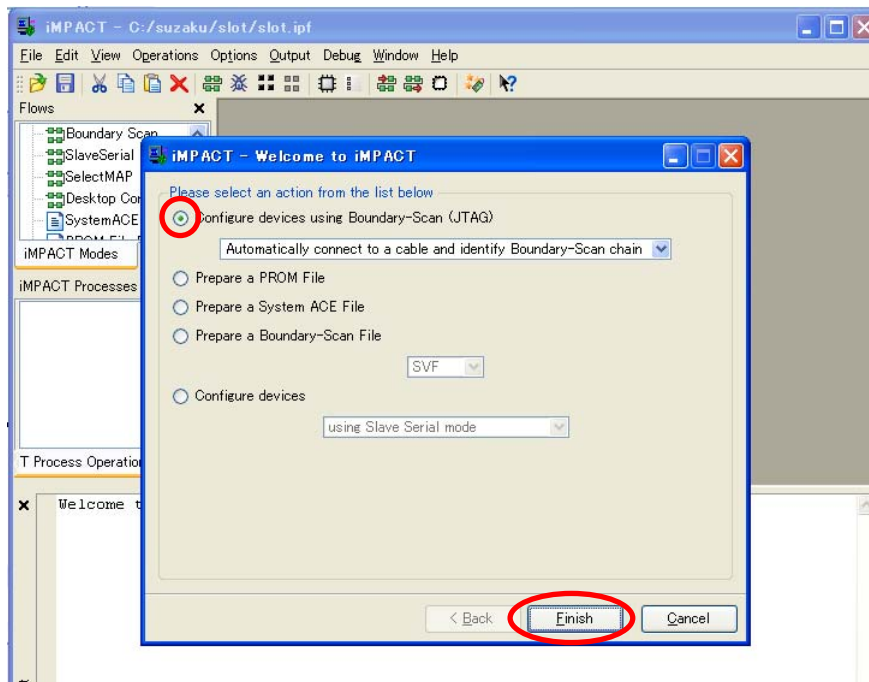 iMPACT - C:/suzaku/slot/slot.ipf
File Edit View Operations Options Output Debug Window Help
Flows
Boundary Scan
SlaveSerial
SelectMAP
Desktop
SystemACE
iMPACT Modes
iMPACT Processes
T Process
Welcome
iMPACT - Welcome to iMPACT
Please select an action from the list below
Configure devices using Boundary-Scan (JTAG)
Automatically connect to a cable and identify Boundary-Scan chain
Prepare a PROM File
Prepare a System ACE File
Prepare a Boundary-Scan File
SVF
Configure devices
using Slave Serial mode
< Back Finish Cancel